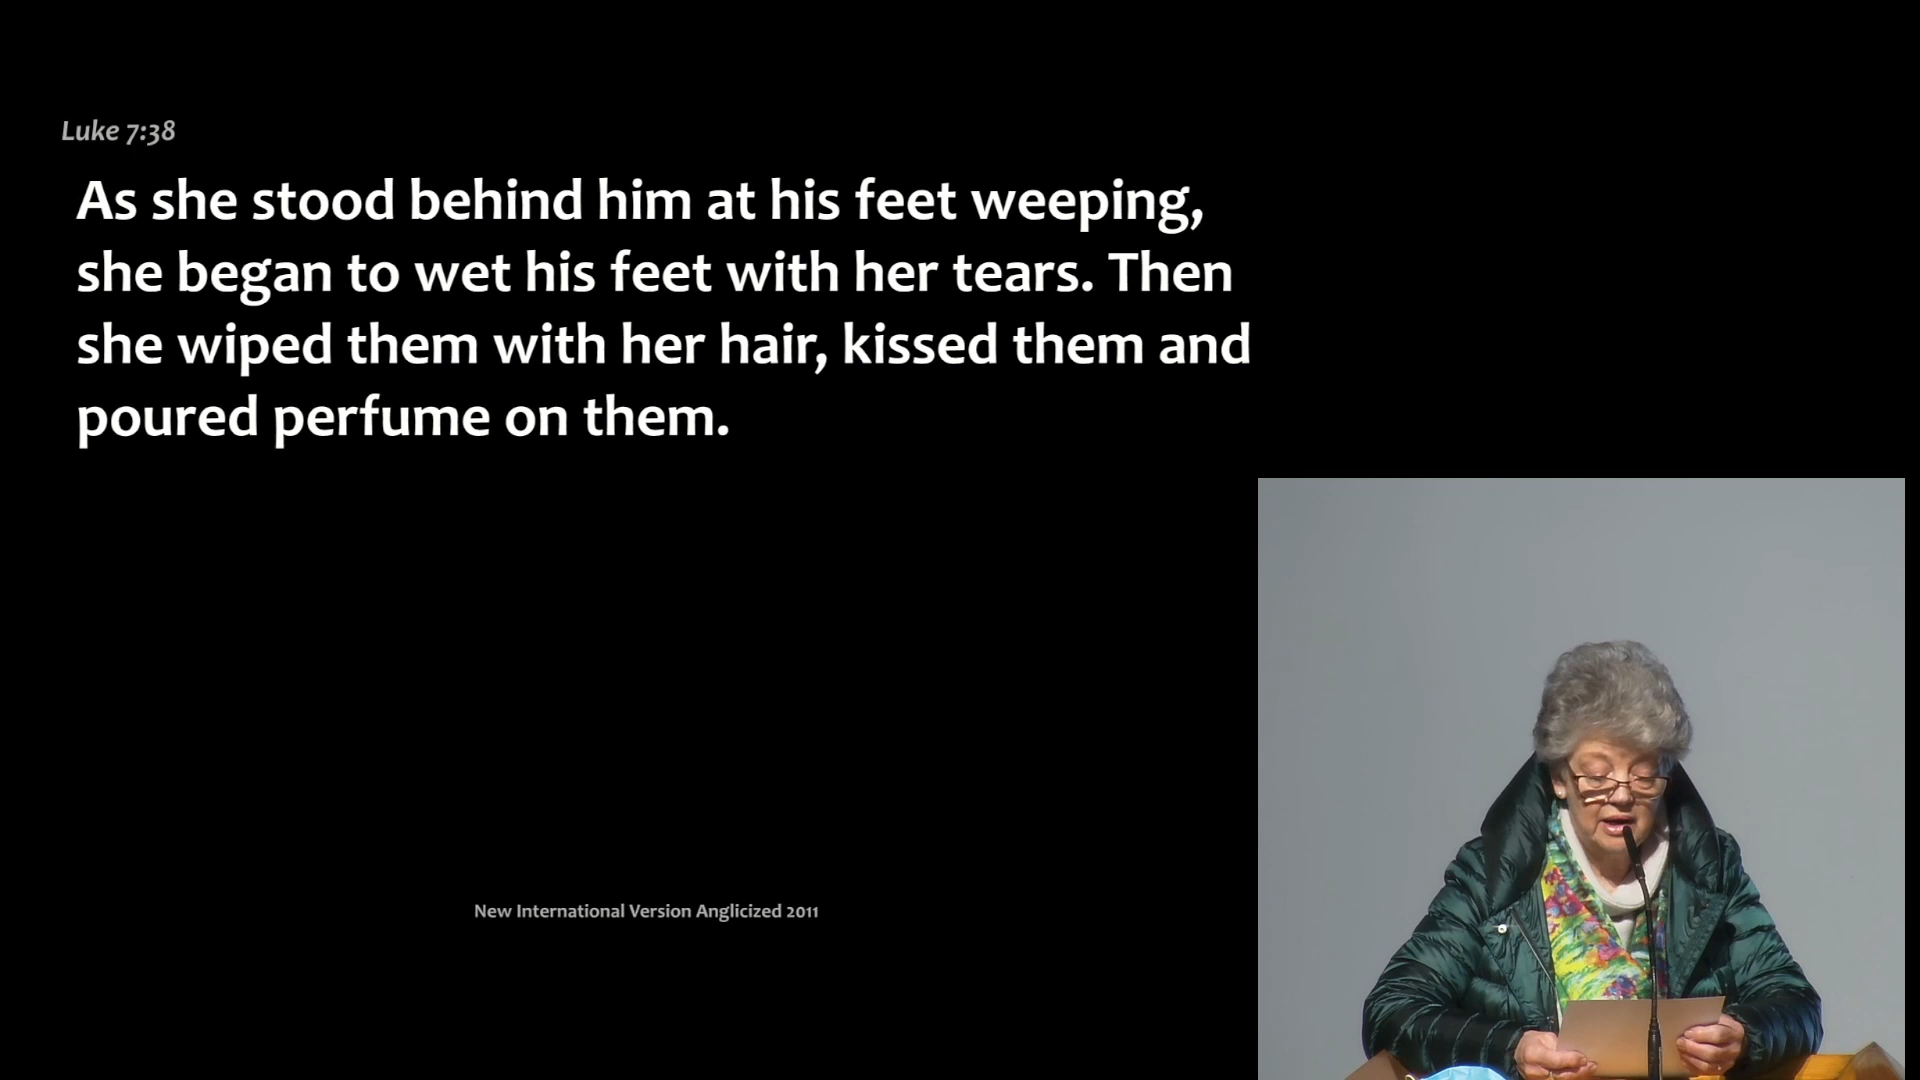 Luke 7:38
As she stood behind him at his feet weeping,
she began to wet his feet with her tears. Then
she wiped them with her hair, kissed them and
poured perfume on them.
New International Version Anglicized 2011